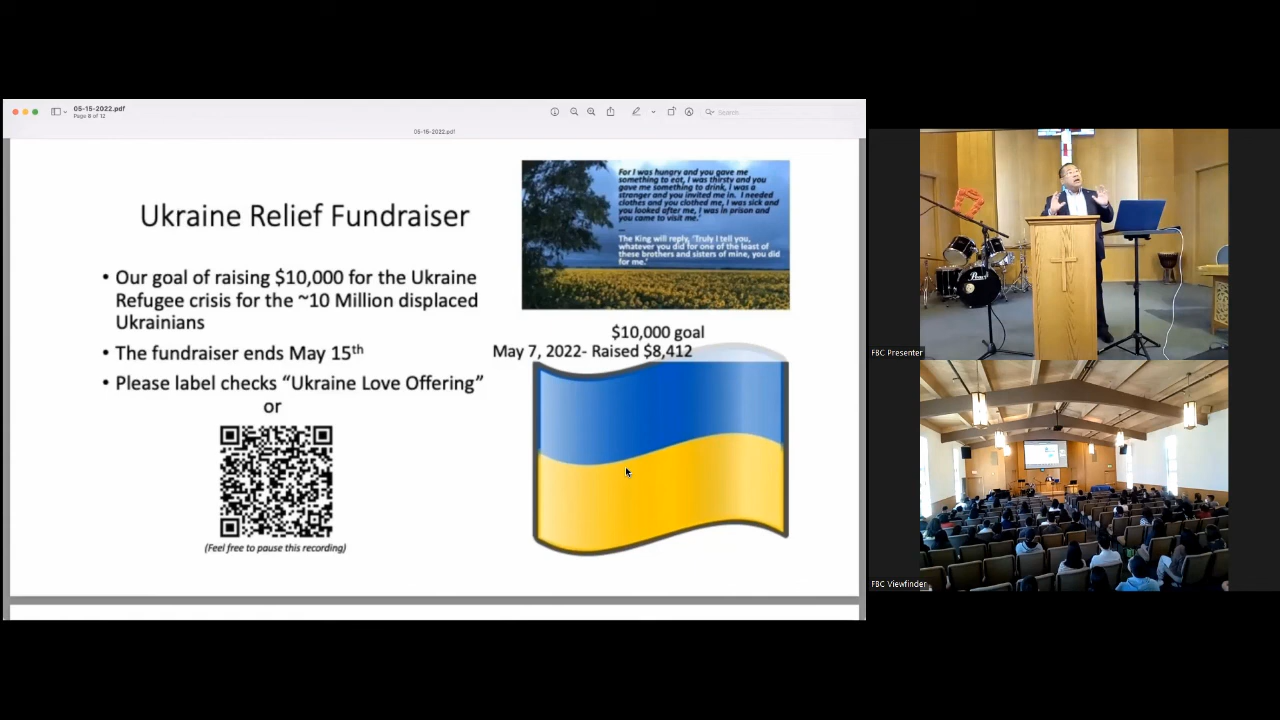 05-15-2022.pdf
Page 8 of 12
Search
05-15-2022.pdf
Ukraine Relief Fundraiser
• Our goal of raising $10,000 for the Ukraine
Refugee crisis for the ~10 Million displaced
Ukrainians
• The fundraiser ends May 15th
• Please label checks “Ukraine Love Offering”
or
(Feel free to pause this recording)
For I was hungry and you gave me
something to eat, I was thirsty and you
gave me something to drink, I was a
stranger and you invited me in. I needed
clothes and you clothed me, I was sick and
you looked after me, I was in prison and
you came to visit me.'
...
The King will reply, 'Truly I tell you,
whatever you did for one of the least of
these brothers and sisters of mine, you did
for me.'
$10,000 goal
May 7, 2022- Raised $8,412
FBC Presenter
FBC Viewfinder